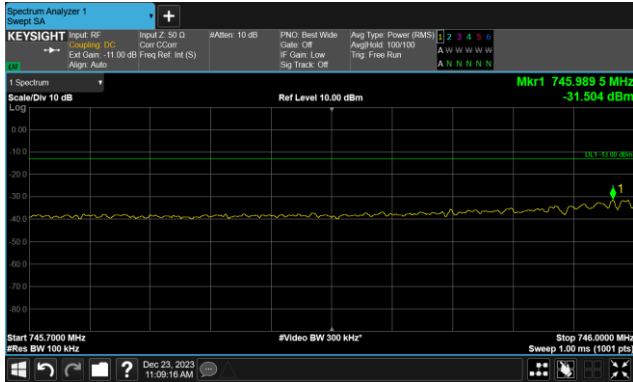 Spectrum Analyzer 1
Swept SA
KEYSIGHT Input: RF Input Z: 50 Ω #Atten: 10 dB PNO: Best Wide Avg Type: Power (RMS) 1 2 3 4 5 6
Coupling: DC Corr CCorr Gate: Off Avg|Hold: 100/100 A W W W W W
Ext Gain: -11.00 dB Freq Ref: Int (S) IF Gain: Low Trig: Free Run
Align: Auto Sig Track: Off A N N N N N
1 Spectrum Mkr1 745.989 5 MHz
Scale/Div 10 dB Ref Level 10.00 dBm -31.504 dBm
Log
0.00
-10.0
DL1 -13.00 dBm
-20.0
1
-30.0
-40.0
-50.0
-60.0
-70.0
-80.0
Start 745.7000 MHz #Video BW 300 kHz* Stop 746.0000 MHz
#Res BW 100 kHz Sweep 1.00 ms (1001 pts)
? Dec 23, 2023
11:09:16 AM